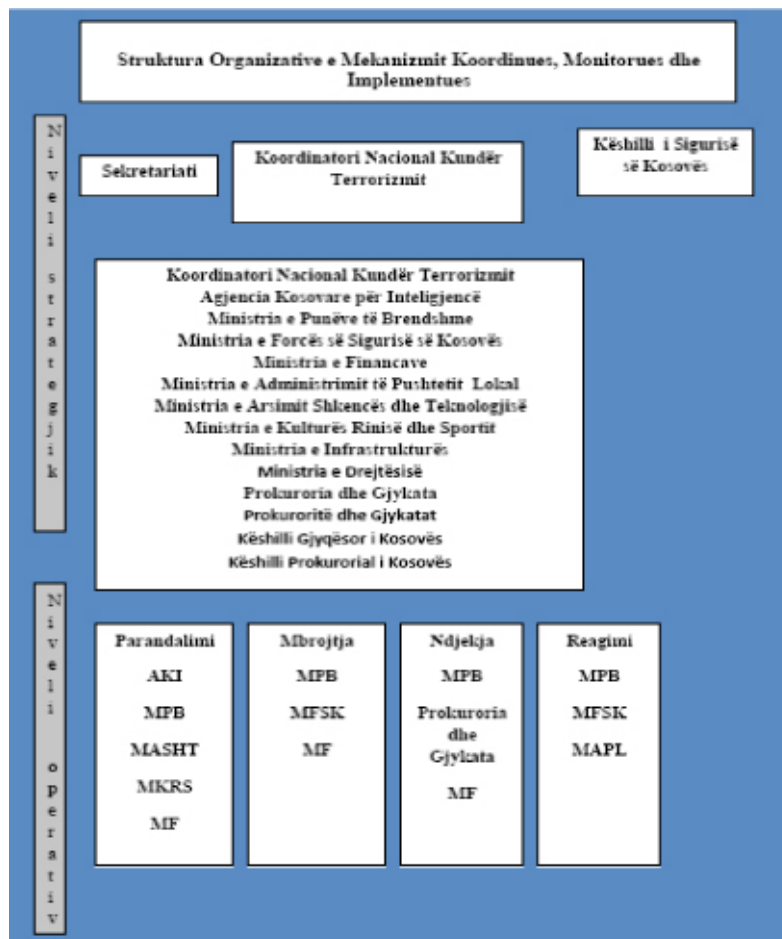 Struktura Organizative e Mekanizmit Koordinues, Monitorues dhe
Implementues
Niveli strategjik
Sekretariati
Koordinatori Nacional Kundër
Terrorizmit
Këshilli i Sigurisë
së Kosovës
Koordinatori Nacional Kundër Terrorizmit
Agjencia Kosovare për Inteligjencë
Ministria e Punëve të Brendshme
Ministria e Forcës së Sigurisë së Kosovës
Ministria e Financave
Ministria e Administrimit të Pushtetit Lokal
Ministria e Arsimit Shkencës dhe Teknologjisë
Ministria e Kulturës Rinisë dhe Sportit
Ministria e Infrastrukturës
Ministria e Drejtësisë
Prokuroria dhe Gjykata
Prokuroritë dhe Gjykatat
Këshilli Gjyqësor i Kosovës
Këshilli Prokurorial i Kosovës
Niveli operativ
Parandalimi
AKI
MPB
MASHT
MKRS
MF
Mbrojtja
MPB
MFSK
MF
Ndjekja
MPB
Prokuroria
dhe
Gjykata
MF
Reagimi
MPB
MFSK
MAPL